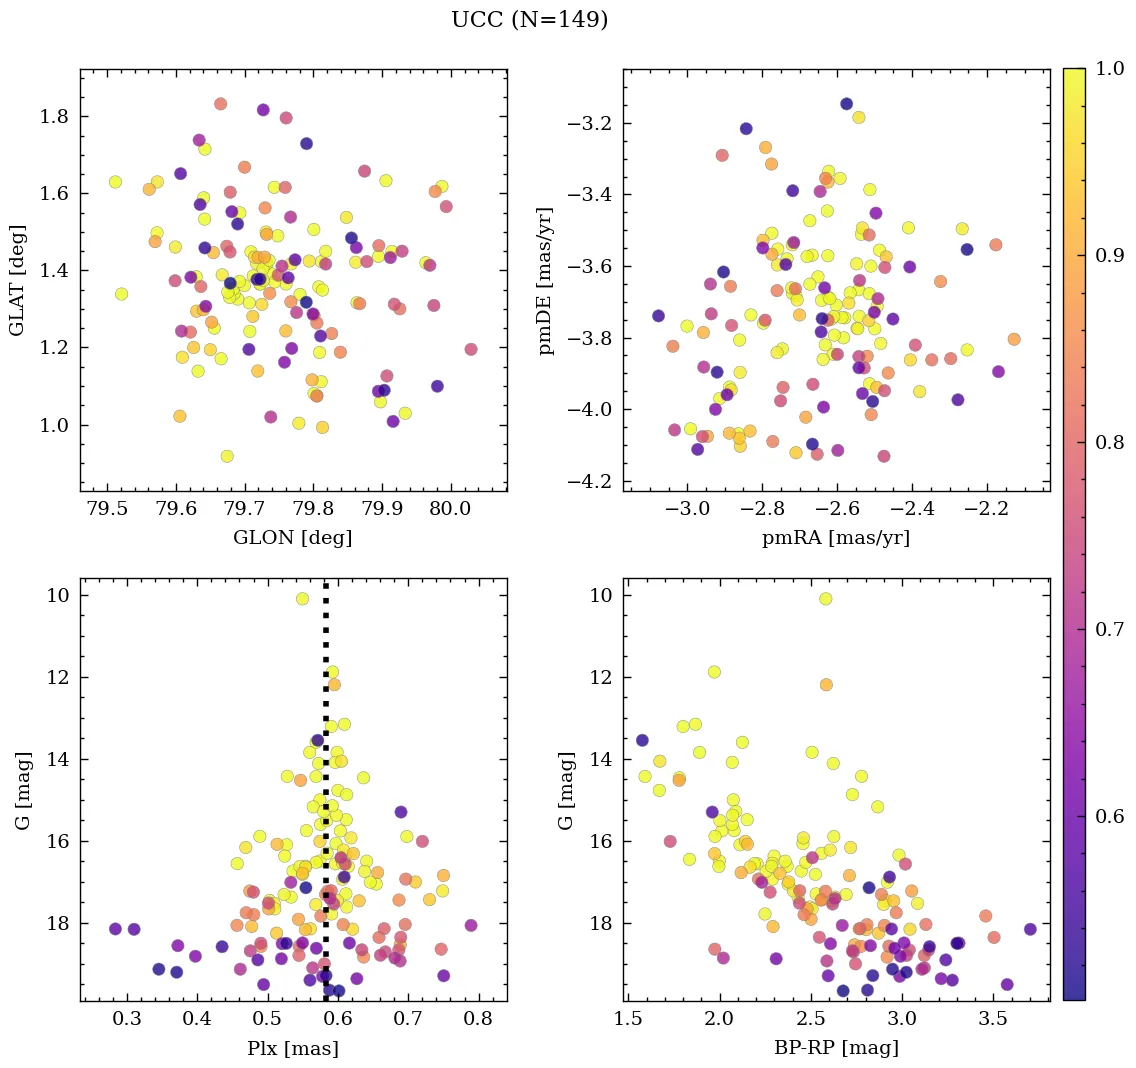 UCC (N=149)
1.8
1.6
1.4
1.2
1.0
GLAT [deg]
79.5 79.6 79.7 79.8 79.9 80.0
GLON [deg]
−3.2
−3.4
−3.6
−3.8
−4.0
−4.2
pmDE [mas/yr]
−3.0 −2.8 −2.6 −2.4 −2.2
pmRA [mas/yr]
10
12
14
16
18
G [mag]
0.3 0.4 0.5 0.6 0.7 0.8
Plx [mas]
10
12
14
16
18
G [mag]
1.5 2.0 2.5 3.0 3.5
BP-RP [mag]
1.0
0.9
0.8
0.7
0.6